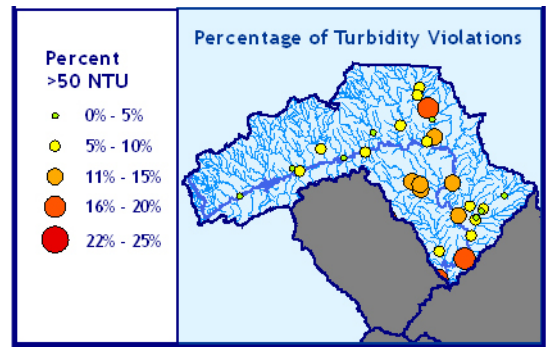 Percentage of Turbidity Violations
Percent
>50 NTU
0% - 5%
5% - 10%
11% - 15%
16% - 20%
22% - 25%